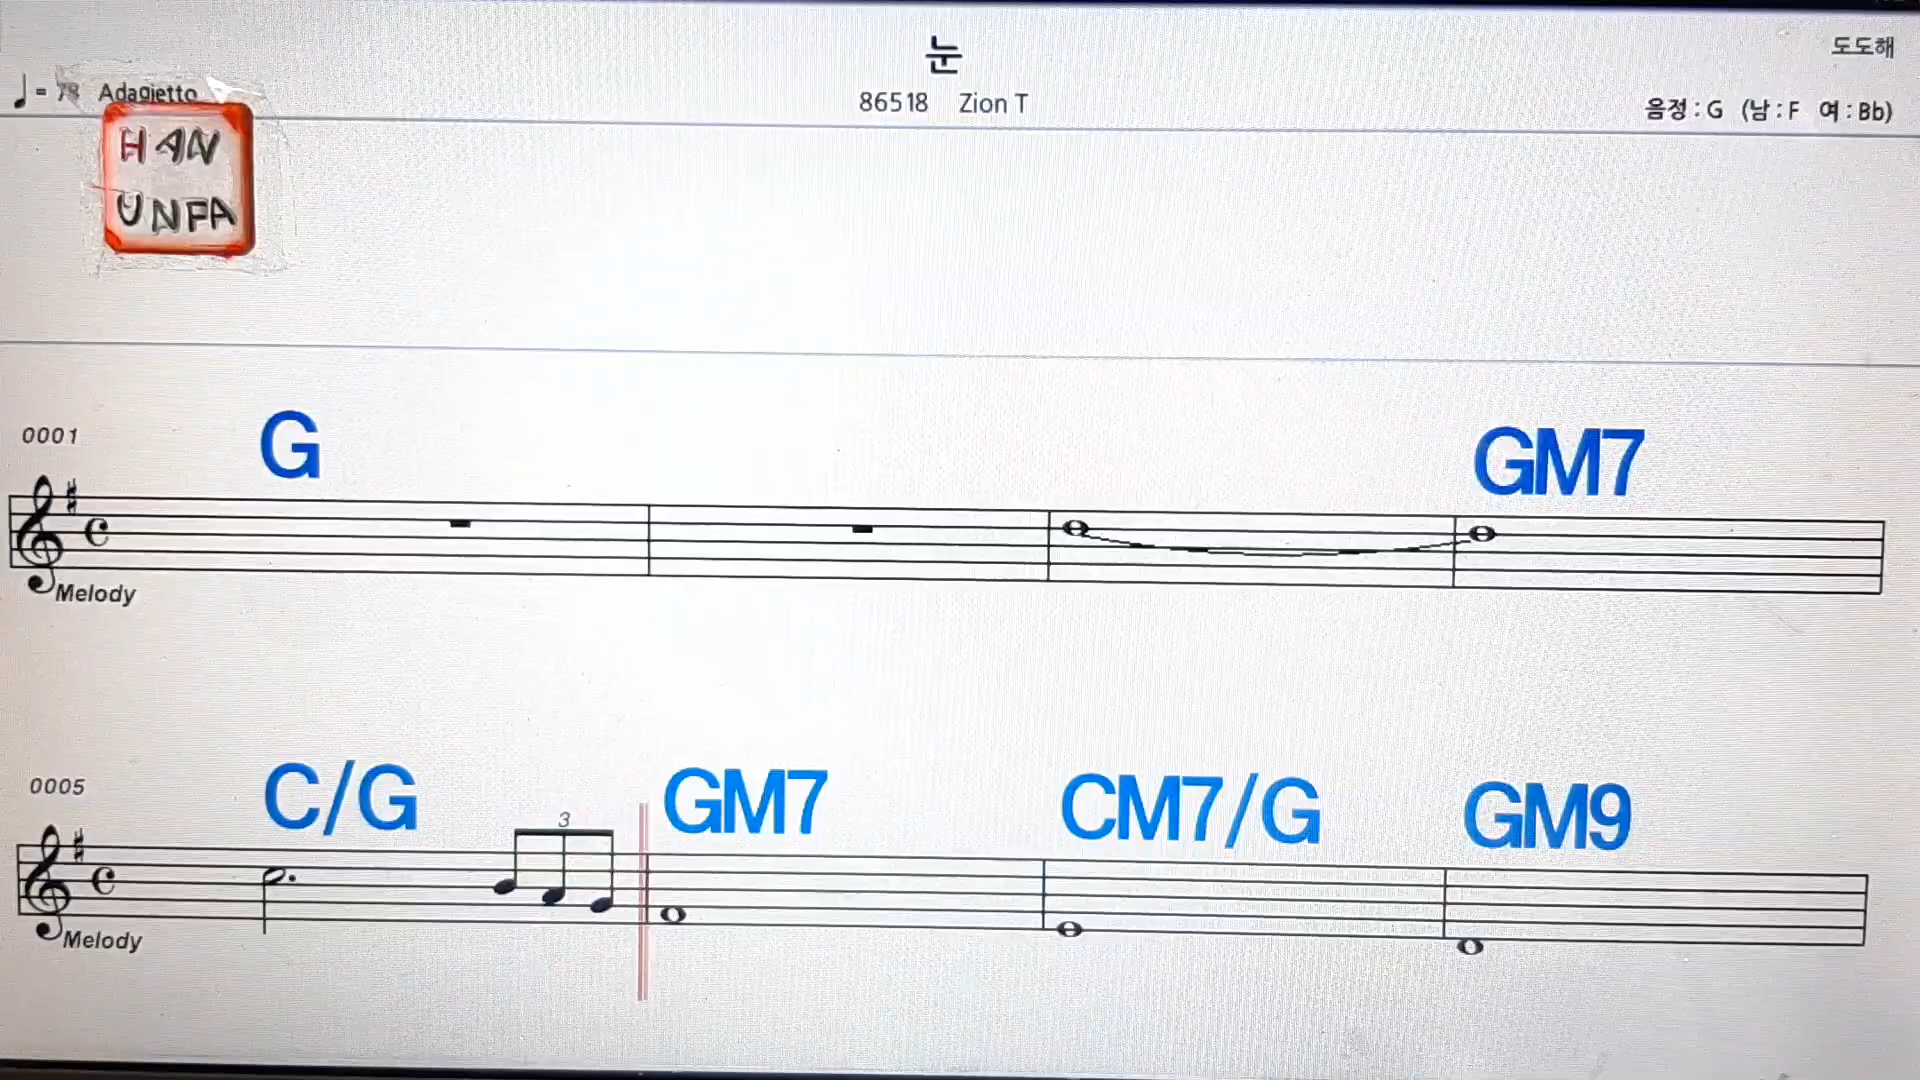 눈
도도해
♩= 78 Adagietto
86518 Zion T
음정 : G (남 : F 여 : Bb)
HAN
UNFA
0001
G
GM7
Melody
0005
C/G
GM7
CM7/G
GM9
3
Melody